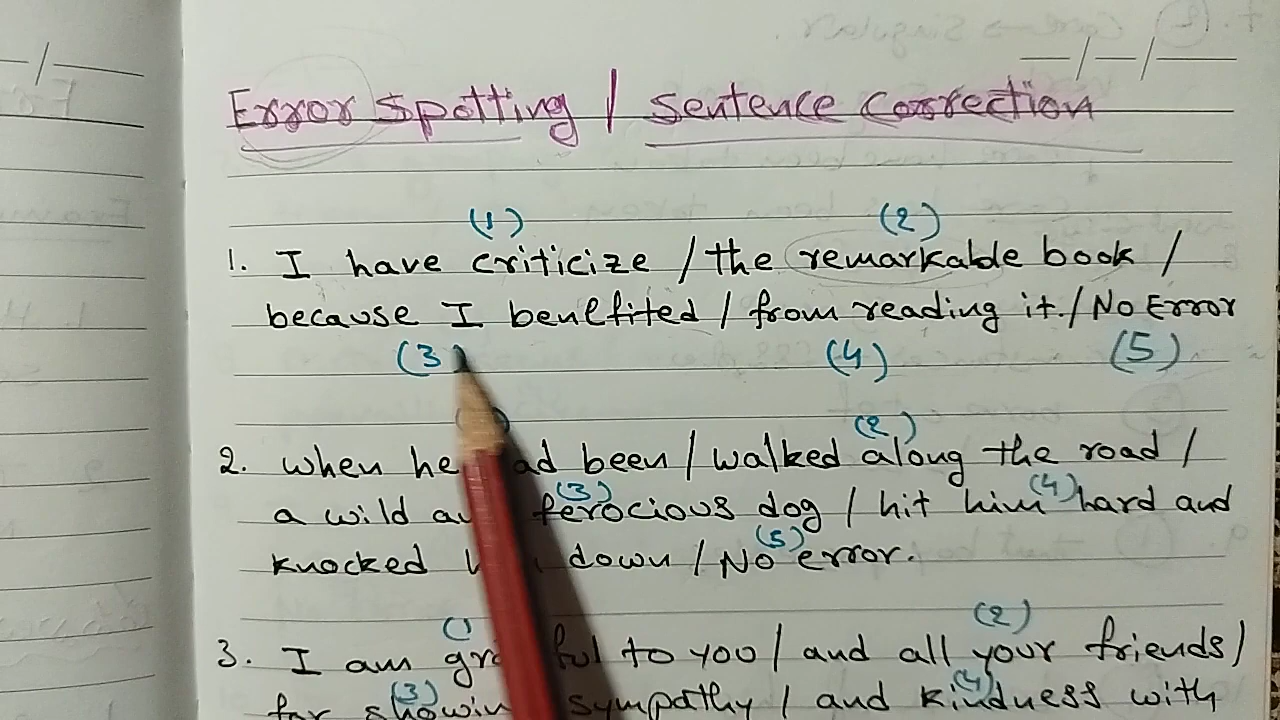 Error Spotting / Sentence Correction
(1) (2)
1. I have criticize / the remarkable book /
because I benefited / from reading it. / No Error
(3) (4) (5)
(2)
2. When he been / walked along the road /
(3) (4)
a wild ferocious dog / hit him hard and
(5)
knocked down / No error.
(2)
3. I am to you / and all your friends /
(3) (4)
for sympathy / and kindness with